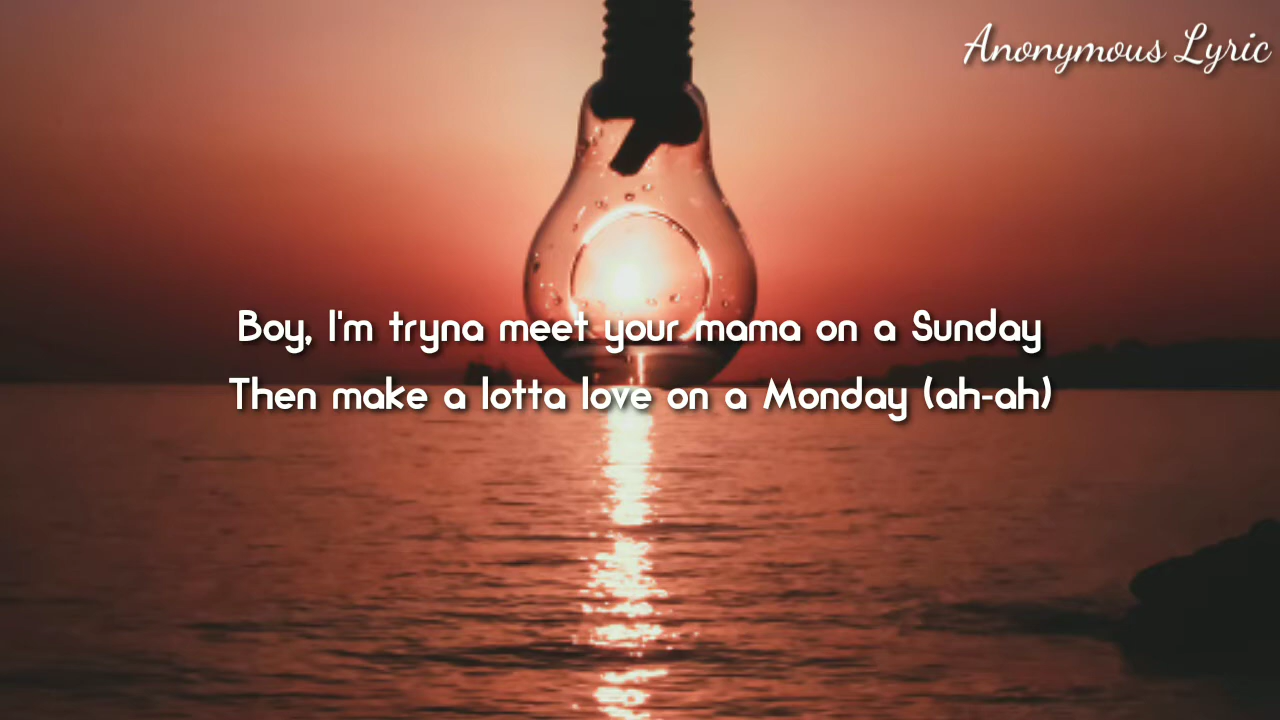 Anonymous Lyric
Boy, I'm tryna meet your mama on a Sunday
Then make a lotta love on a Monday (ah-ah)